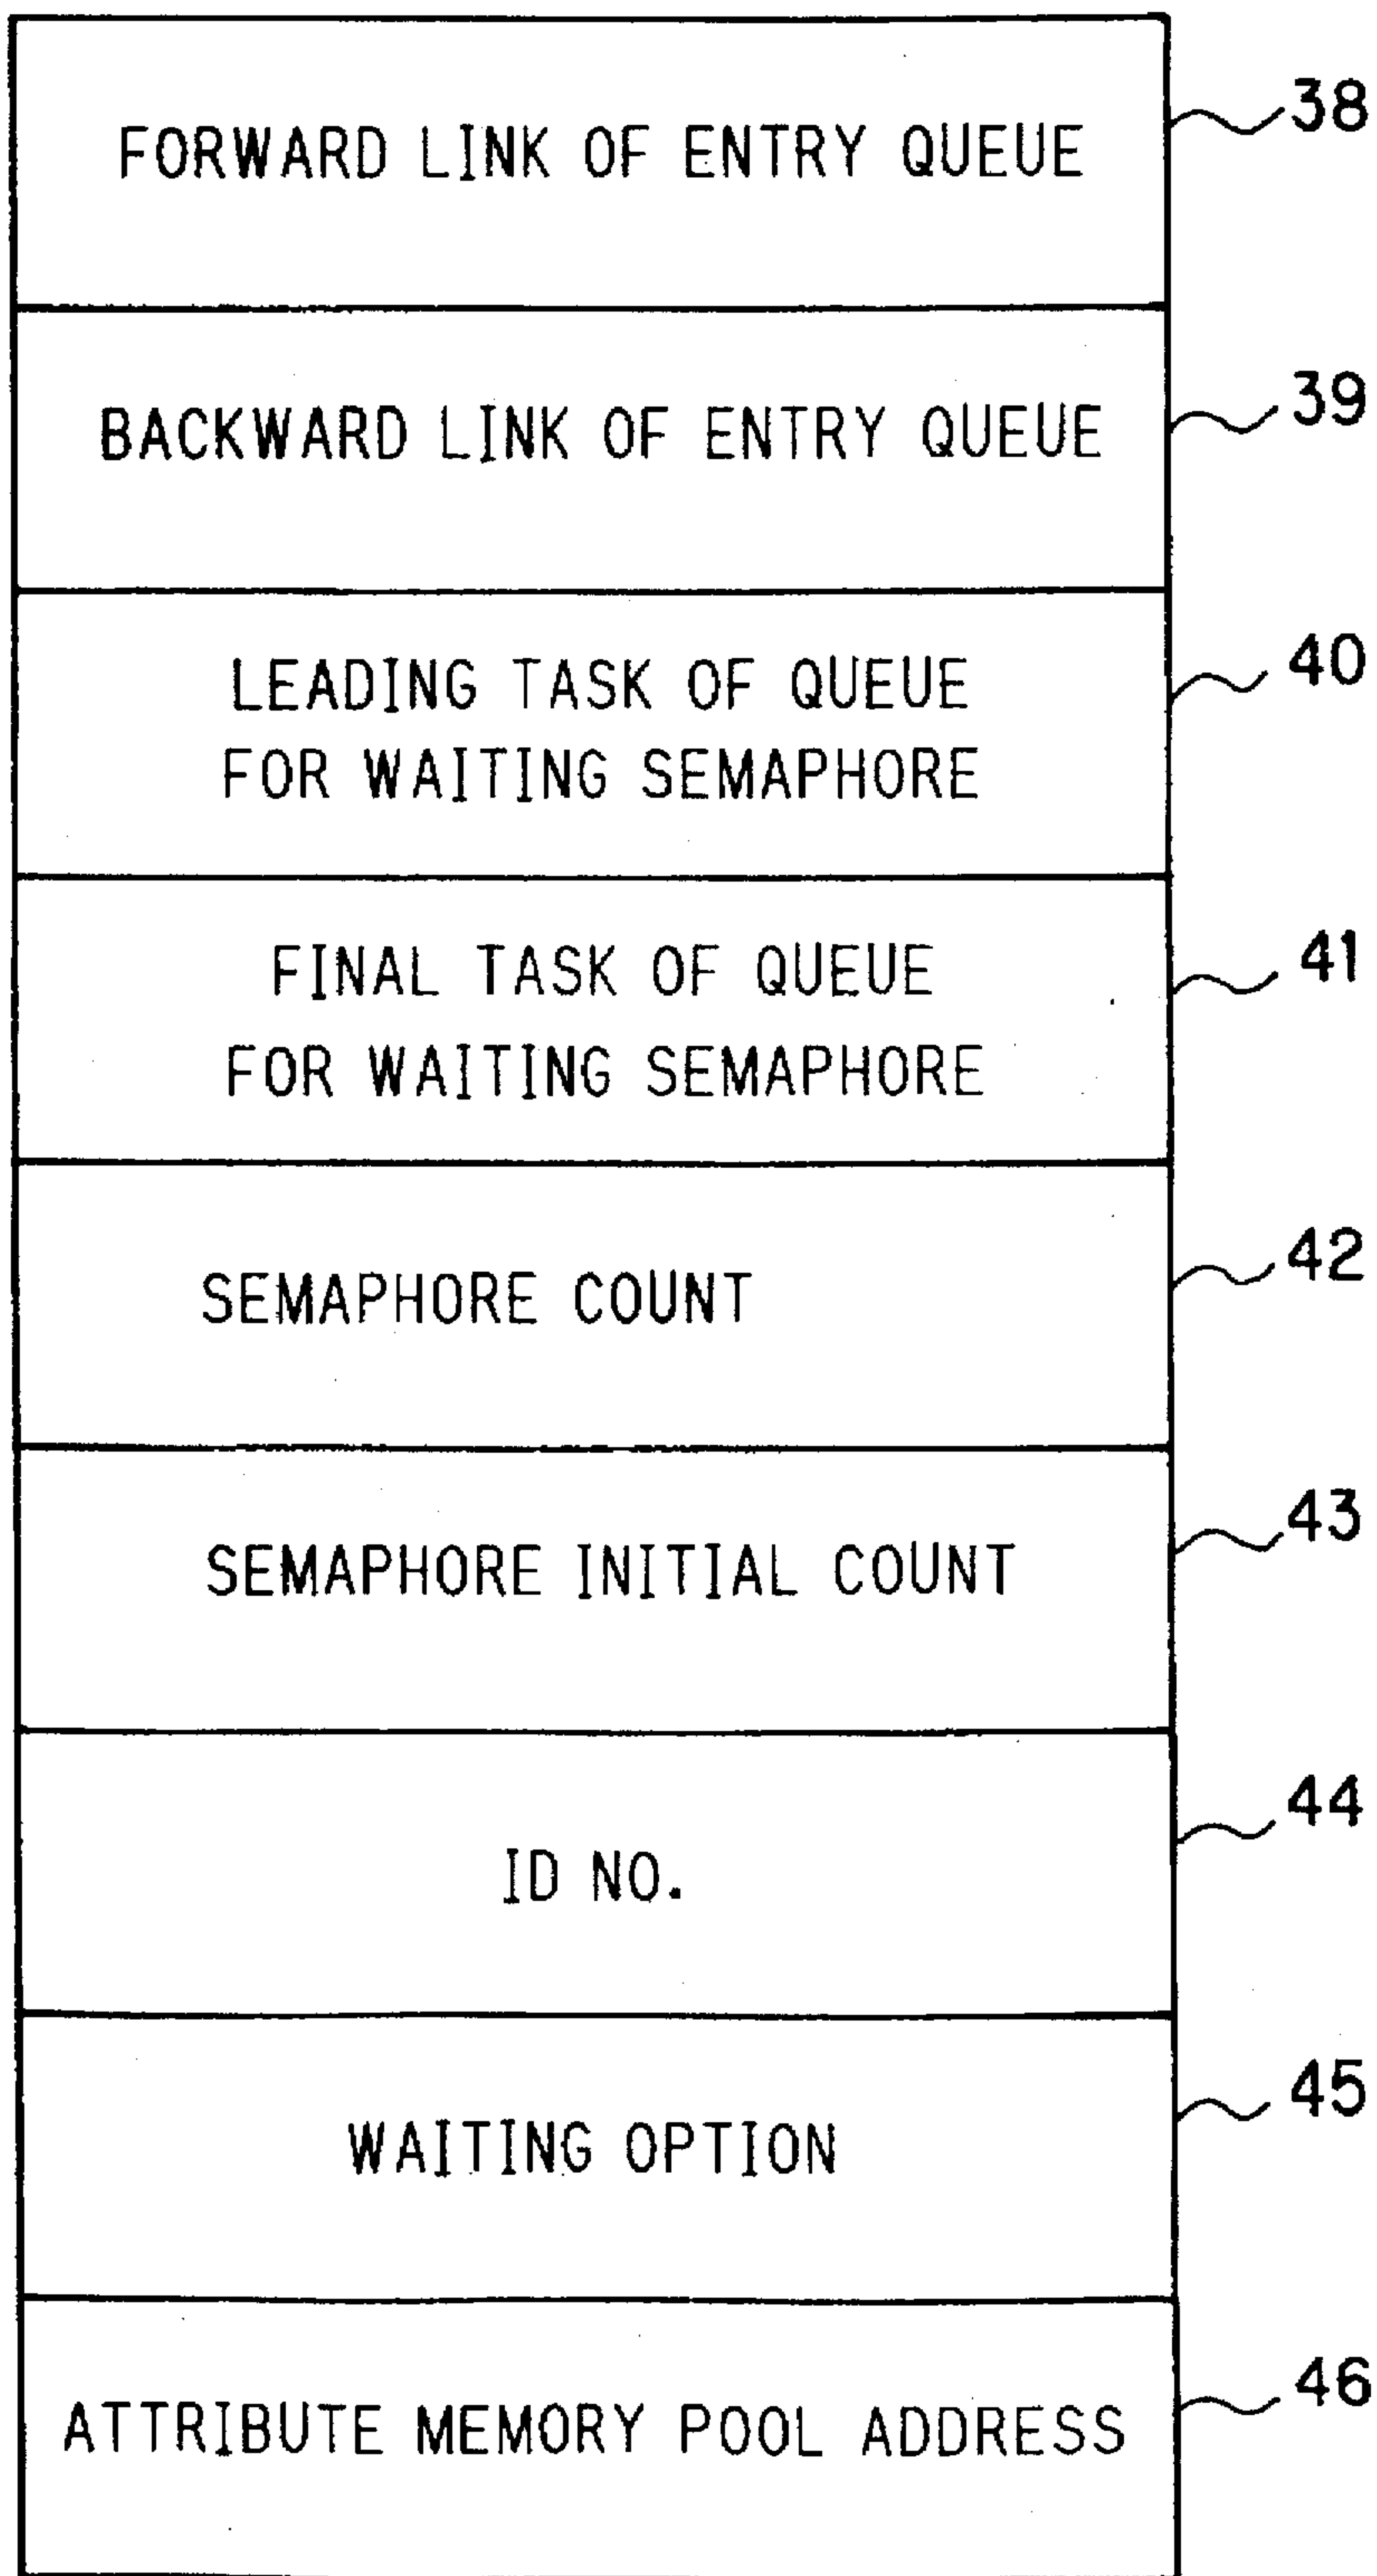 FORWARD LINK OF ENTRY QUEUE
38
BACKWARD LINK OF ENTRY QUEUE
39
LEADING TASK OF QUEUE
FOR WAITING SEMAPHORE
40
FINAL TASK OF QUEUE
FOR WAITING SEMAPHORE
41
SEMAPHORE COUNT
42
SEMAPHORE INITIAL COUNT
43
ID NO.
44
WAITING OPTION
45
ATTRIBUTE MEMORY POOL ADDRESS
46